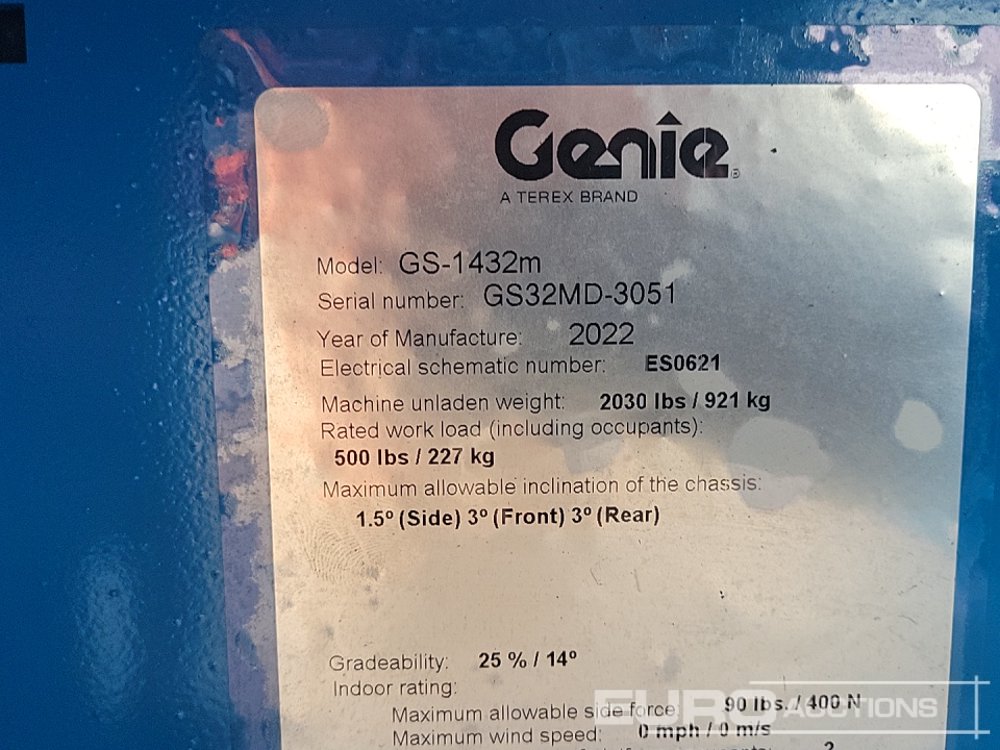 Genie®
A TEREX BRAND
Model: GS-1432m
Serial number: GS32MD-3051
Year of Manufacture: 2022
Electrical schematic number: ES0621
Machine unladen weight: 2030 lbs / 921 kg
Rated work load (including occupants):
500 lbs / 227 kg
Maximum allowable inclination of the chassis:
1.5º (Side) 3º (Front) 3º (Rear)
Gradeability: 25 % / 14º
Indoor rating:
Maximum allowable side force: 90 lbs. / 400 N
EURO AUCTIONS
Maximum wind speed: 0 mph / 0 m/s
2